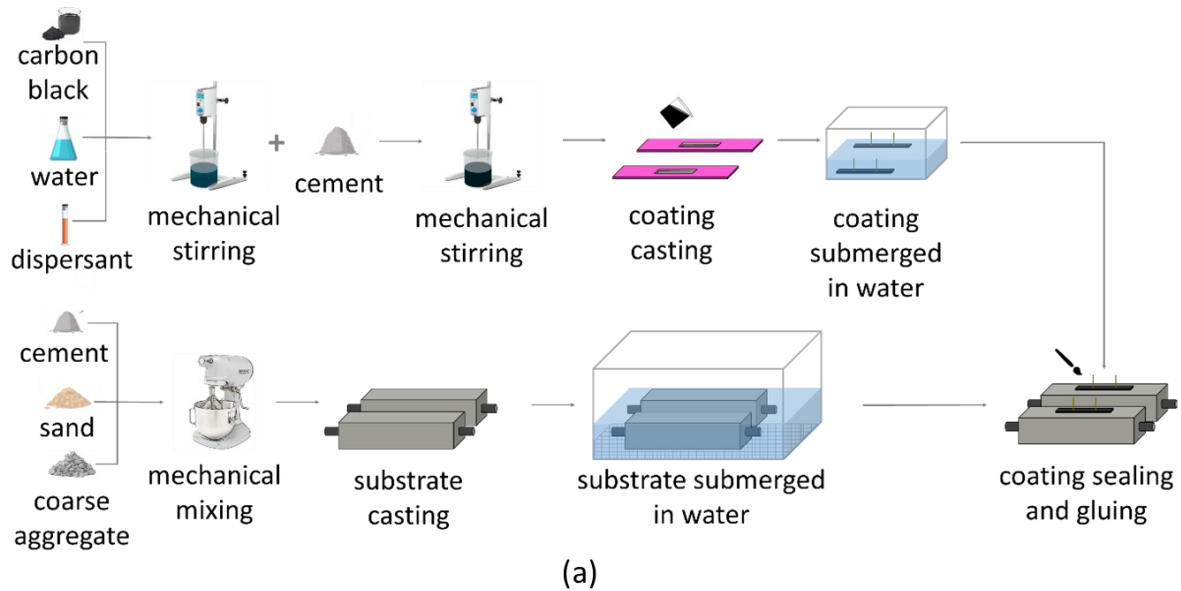 carbon
black
water
dispersant
mechanical
stirring
+
cement
mechanical
stirring
coating
casting
coating
submerged
in water
cement
sand
coarse
aggregate
mechanical
mixing
substrate
casting
substrate submerged
in water
coating sealing
and gluing
(a)